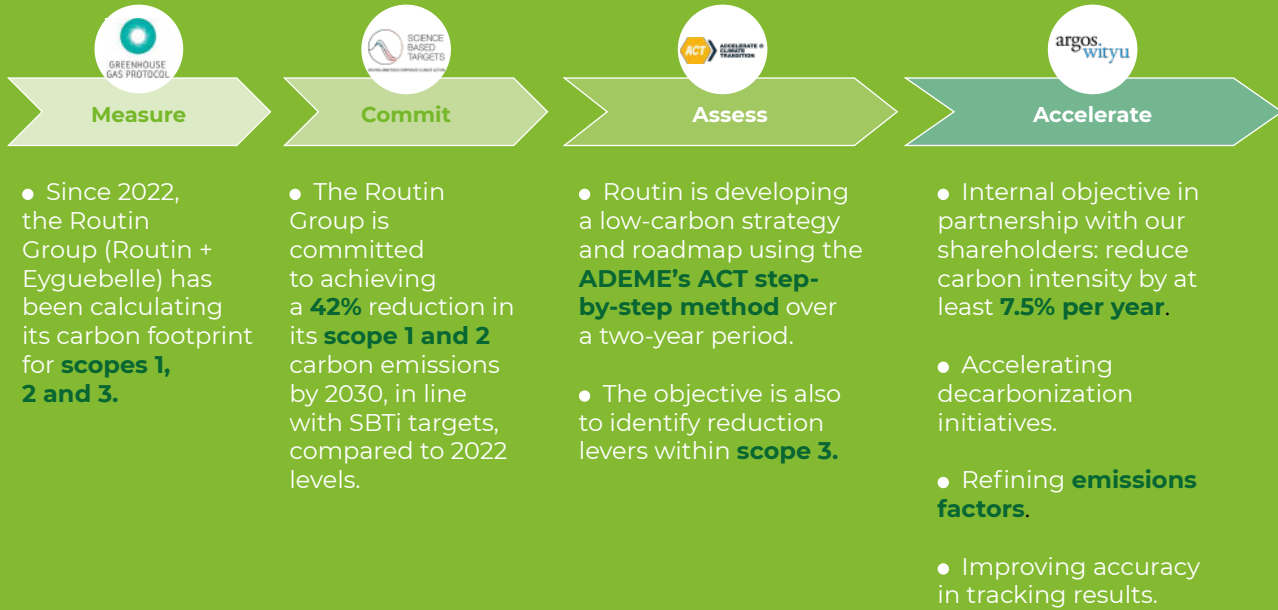 GREENHOUSE
GAS PROTOCOL
Measure
● Since 2022,
the Routin
Group (Routin +
Eyguebelle) has
been calculating
its carbon footprint
for scopes 1,
2 and 3.
SCIENCE
BASED
TARGETS
DRIVING AMBITIOUS CORPORATE CLIMATE ACTION
Commit
● The Routin
Group is
committed
to achieving
a 42% reduction in
its scope 1 and 2
carbon emissions
by 2030, in line
with SBTi targets,
compared to 2022
levels.
ACT
ACCELERATE
CLIMATE
TRANSITION
Assess
● Routin is developing
a low-carbon strategy
and roadmap using the
ADEME's ACT step-
by-step method over
a two-year period.
● The objective is also
to identify reduction
levers within scope 3.
argos.
wityu
Accelerate
● Internal objective in
partnership with our
shareholders: reduce
carbon intensity by at
least 7.5% per year.
● Accelerating
decarbonization
initiatives.
● Refining emissions
factors.
● Improving accuracy
in tracking results.